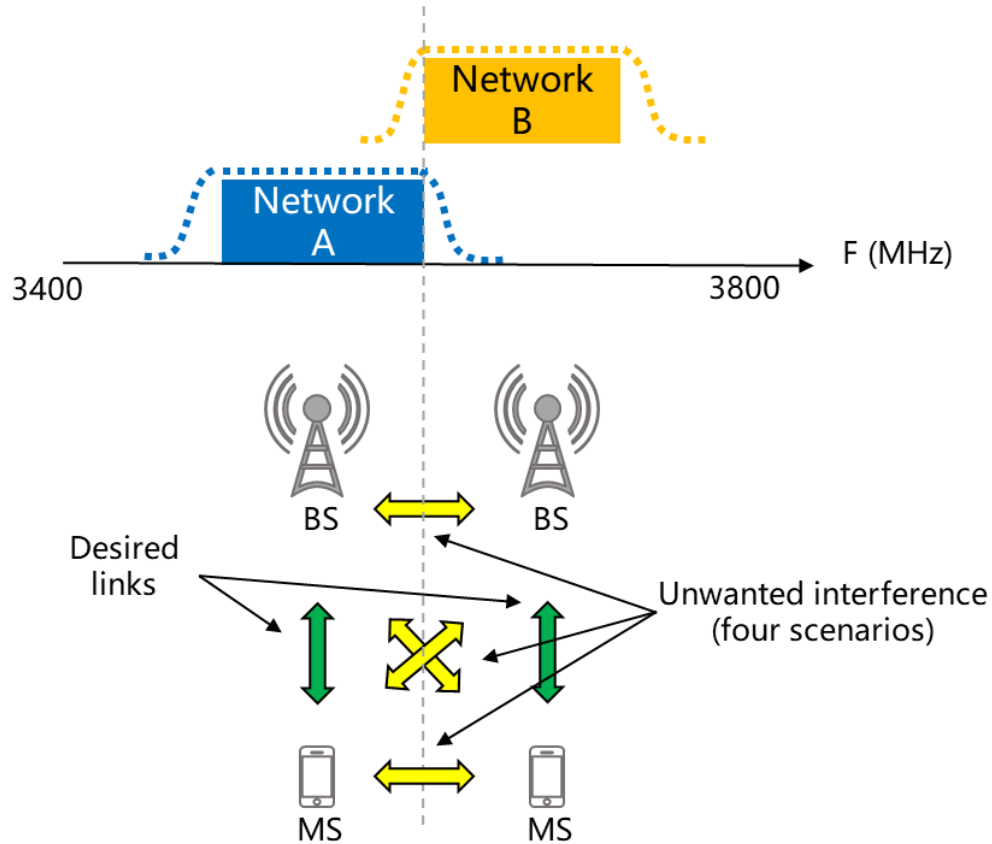 Network
B
Network
A
F (MHz)
3400
3800
BS
BS
Desired
links
Unwanted interference
(four scenarios)
MS
MS